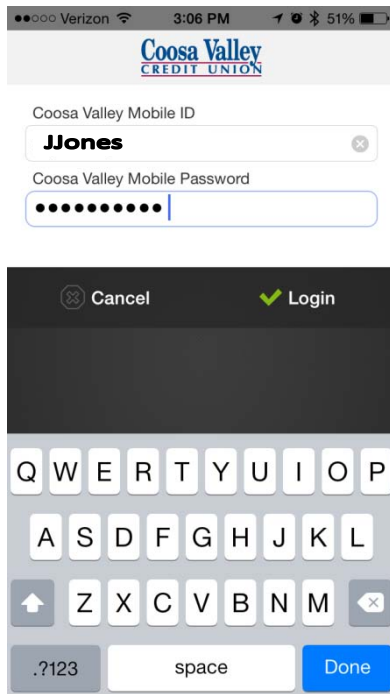 Verizon 3:06 PM 51%
Coosa Valley
CREDIT UNION
Coosa Valley Mobile ID
JJones
Coosa Valley Mobile Password
••••••••••
Cancel Login
Q W E R T Y U I O P
A S D F G H J K L
Z X C V B N M
.?123 space Done